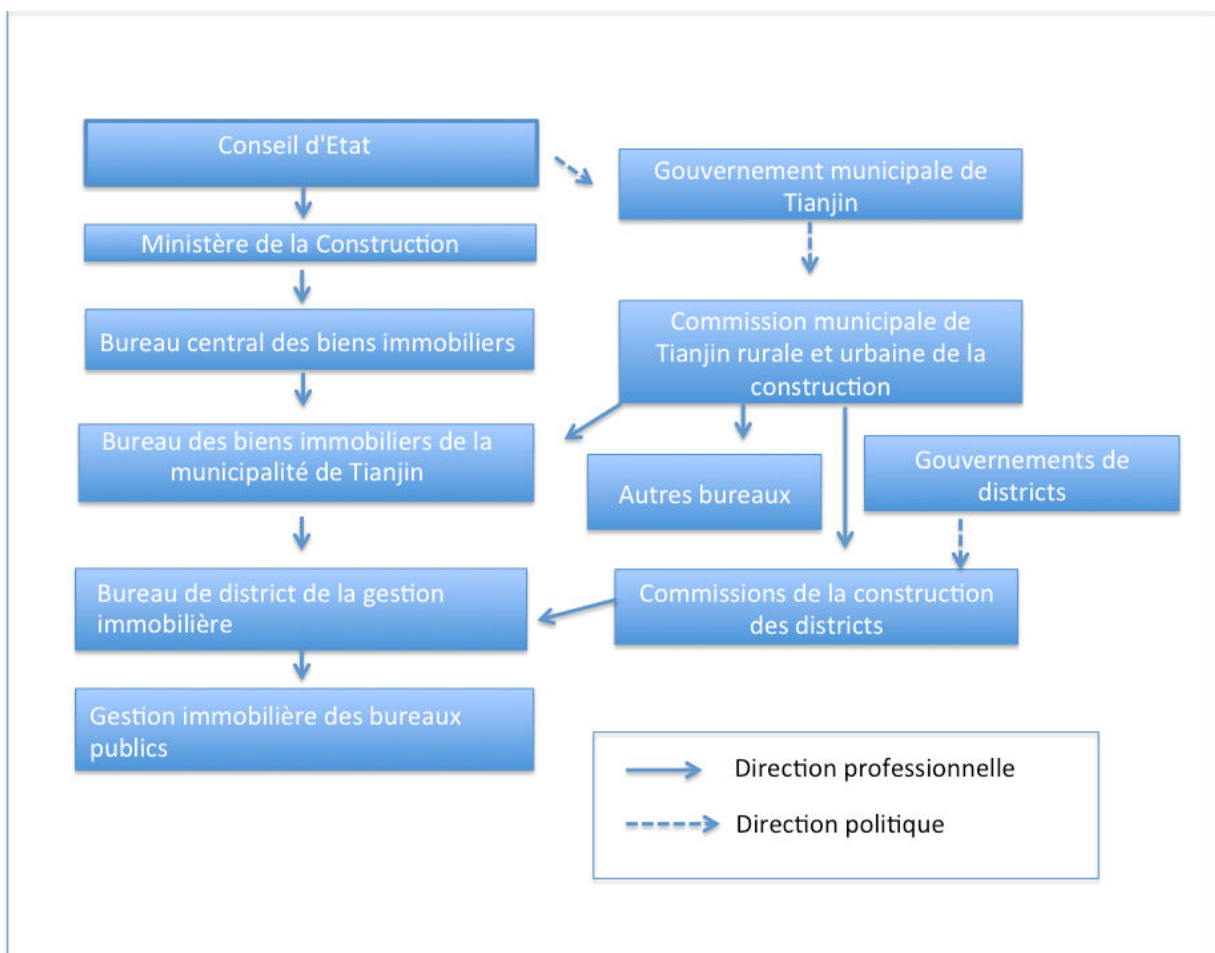 Conseil d'Etat
Gouvernement municipale de
Tianjin
Ministère de la Construction
Bureau central des biens immobiliers
Commission municipale de
Tianjin rurale et urbaine de la
construction
Bureau des biens immobiliers de la
municipalité de Tianjin
Autres bureaux
Gouvernements de
districts
Bureau de district de la gestion
immobilière
Commissions de la construction
des districts
Gestion immobilière des bureaux
publics
Direction professionnelle
Direction politique